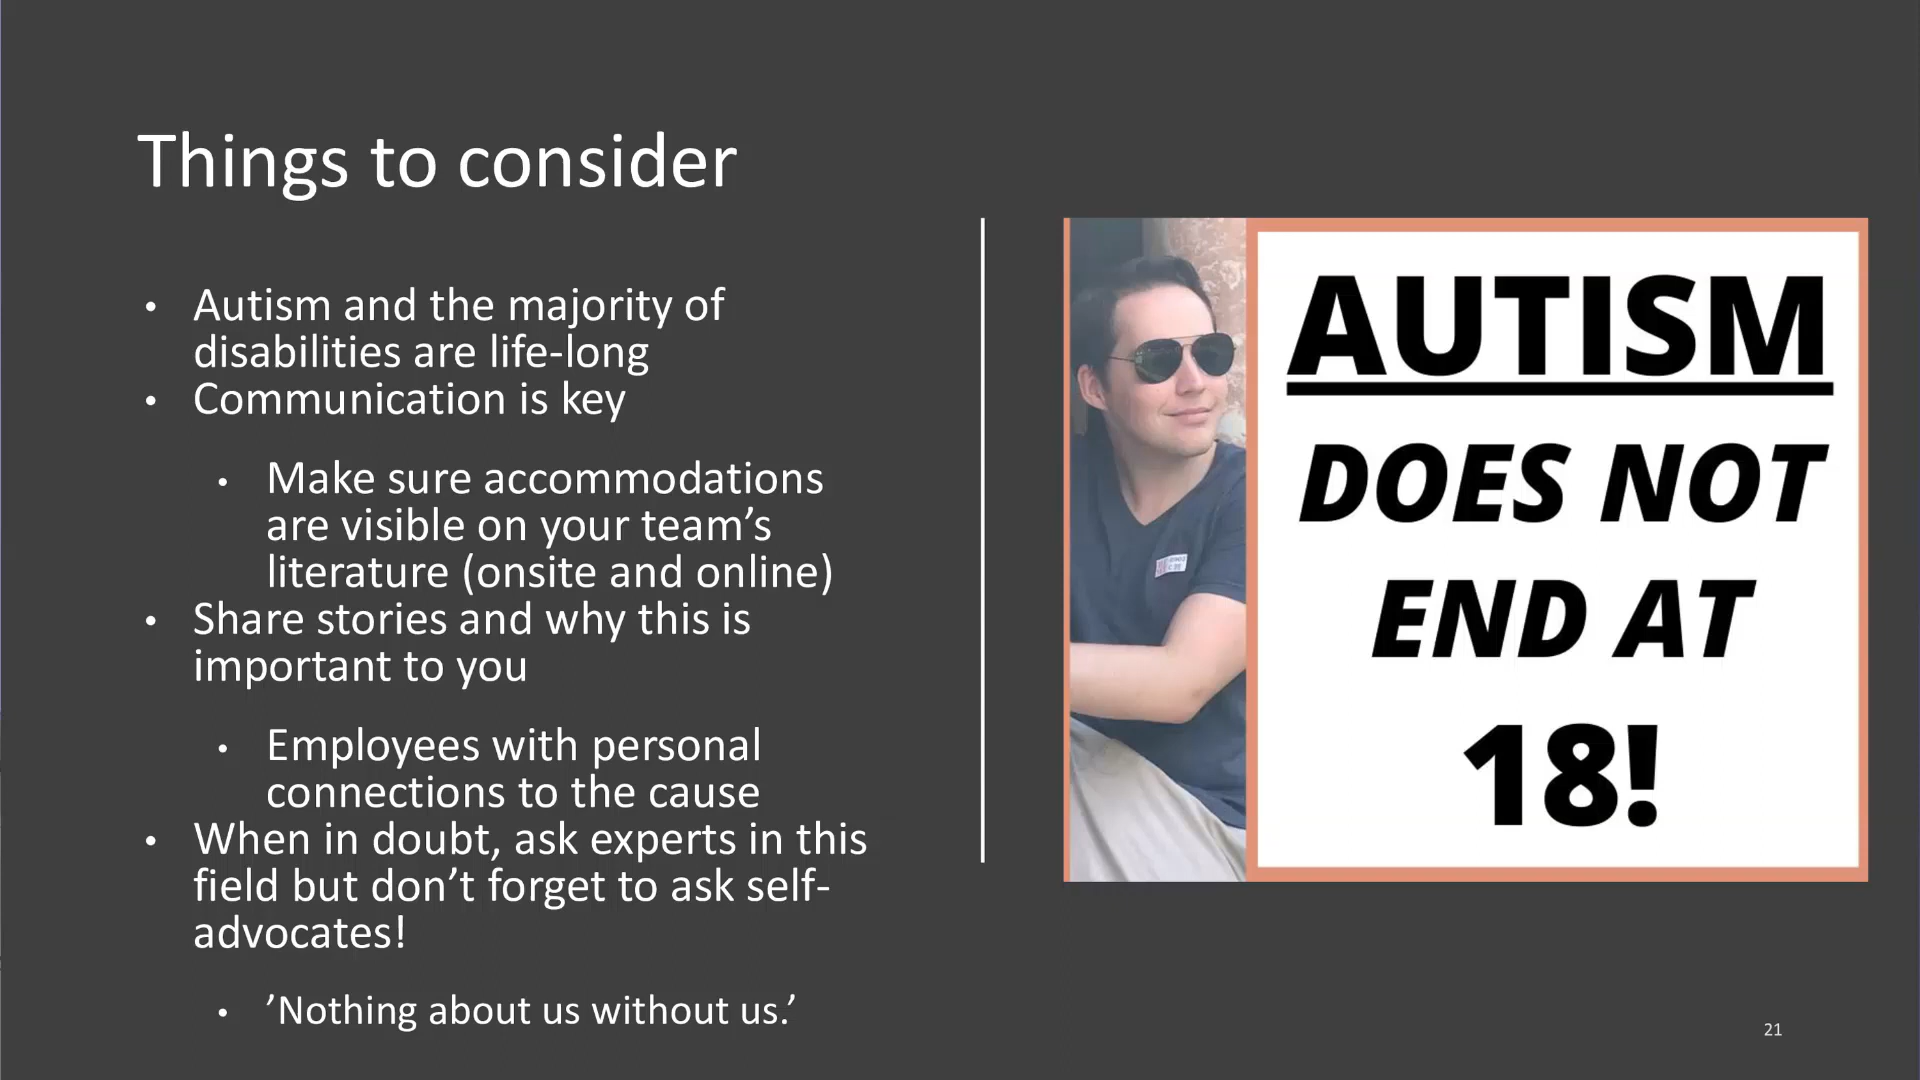 Things to consider
• Autism and the majority of
disabilities are life-long
• Communication is key
• Make sure accommodations
are visible on your team’s
literature (onsite and online)
• Share stories and why this is
important to you
• Employees with personal
connections to the cause
• When in doubt, ask experts in this
field but don’t forget to ask self-
advocates!
• ’Nothing about us without us.’
AUTISM
DOES NOT
END AT
18!
21